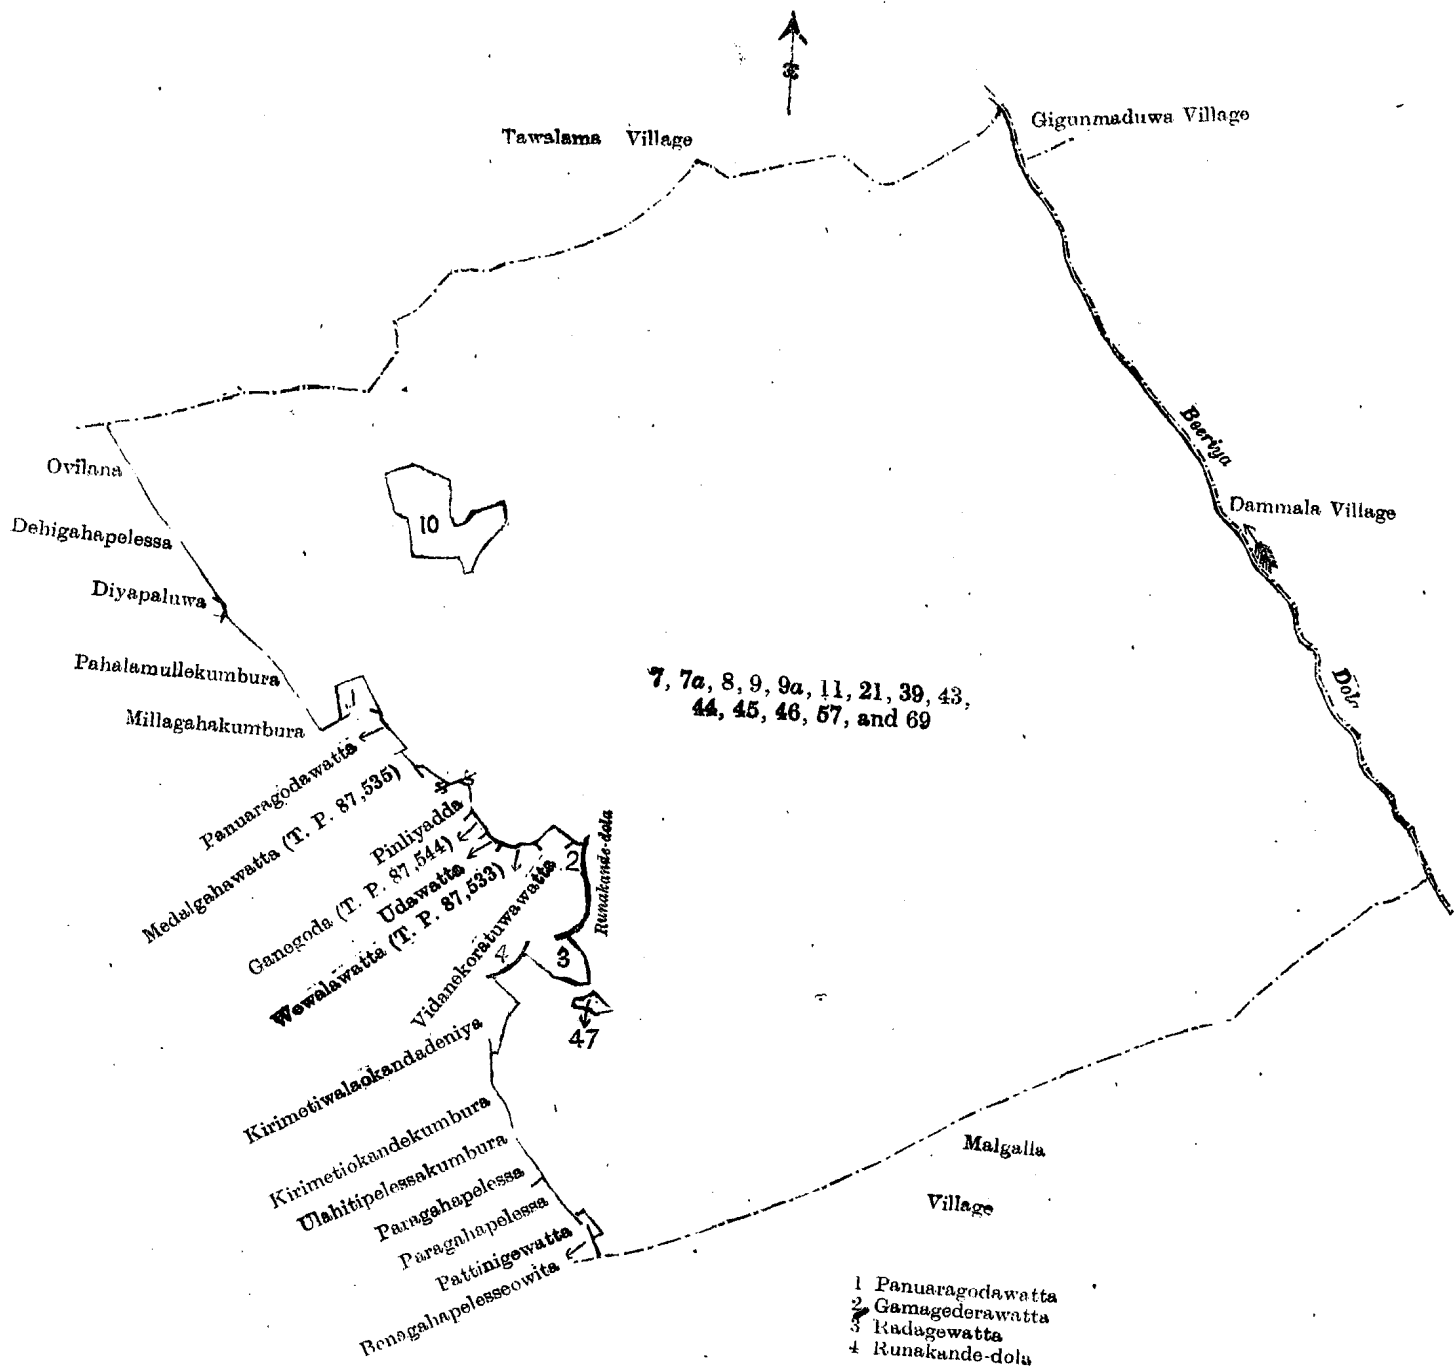 Tawalama Village
Gigunmaduwa Village
Beeriya
Ovilana
10
Dammala Village
Dehigahapelessa
Diyapaluwa
Pahalamullekumbura
7, 7a, 8, 9, 9a, 11, 21, 39, 43,
44, 45, 46, 57, and 69
Dola
1
Millagahakumbura
Panuaragodawatta
Medalgahawatta (T. P. 87,535)
Pinliyadda
Ganegoda (T. P. 87,544)
Udawatta
Wewalawatta (T. P. 87,533)
Vidanekoratuwawatta
2
Runakande-dola
4
3
47
Kirimetiwalaokandadeniya
Kirimetiokandekumbura
Ulahitipelessakumbura
Paragahapelessa
Paragahapelessa
Pattinigewatta
Benagahapelesseowita
Malgalla
Village
1 Panuaragodawatta
2 Gamagederawatta
3 Radagewatta
4 Runakande-dola